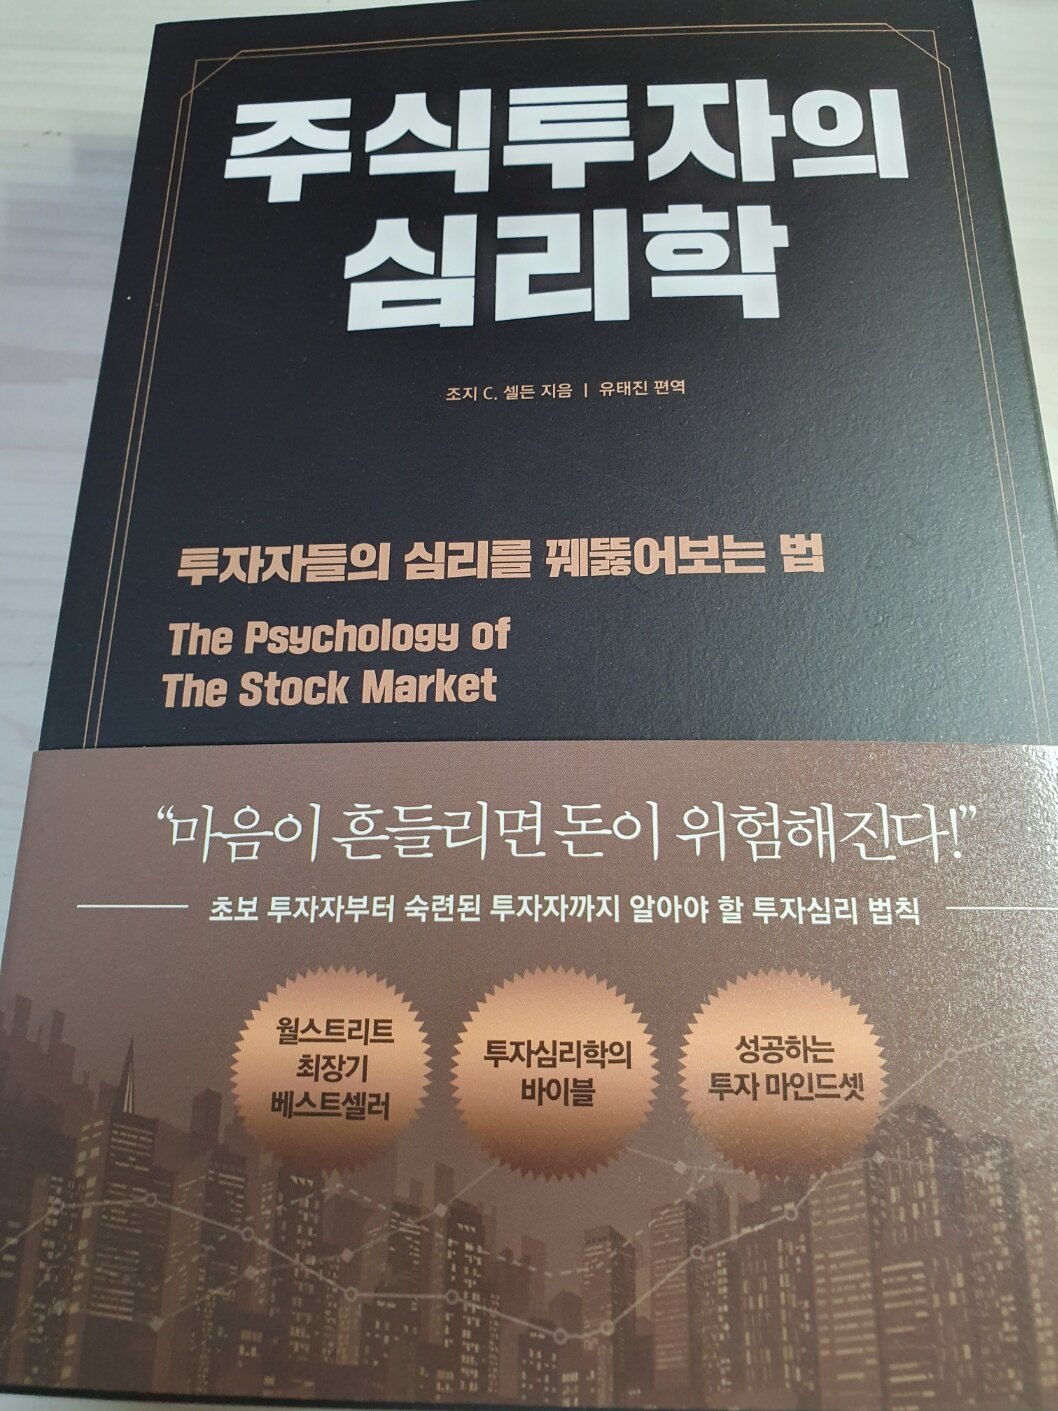 주식투자의
심리학
조지 C. 셀든 지음 | 유태진 편역
투자자들의 심리를 꿰뚫어보는 법
The Psychology of
The Stock Market
“마음이 흔들리면 돈이 위험해진다!”
초보 투자자부터 숙련된 투자자까지 알아야 할 투자심리 법칙
월스트리트
최장기
베스트셀러
투자심리학의
바이블
성공하는
투자 마인드셋